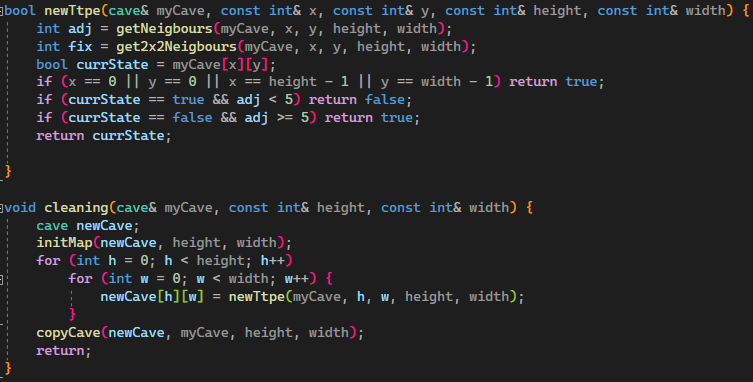 bool newTtpe(cave& myCave, const int& x, const int& y, const int& height, const int& width) {
    int adj = getNeigbours(myCave, x, y, height, width);
    int fix = get2x2Neigbours(myCave, x, y, height, width);
    bool currState = myCave[x][y];
    if (x == 0 || y == 0 || x == height - 1 || y == width - 1) return true;
    if (currState == true && adj < 5) return false;
    if (currState == false && adj >= 5) return true;
    return currState;

}

void cleaning(cave& myCave, const int& height, const int& width) {
    cave newCave;
    initMap(newCave, height, width);
    for (int h = 0; h < height; h++)
        for (int w = 0; w < width; w++) {
            newCave[h][w] = newTtpe(myCave, h, w, height, width);
        }
    copyCave(newCave, myCave, height, width);
    return;
}